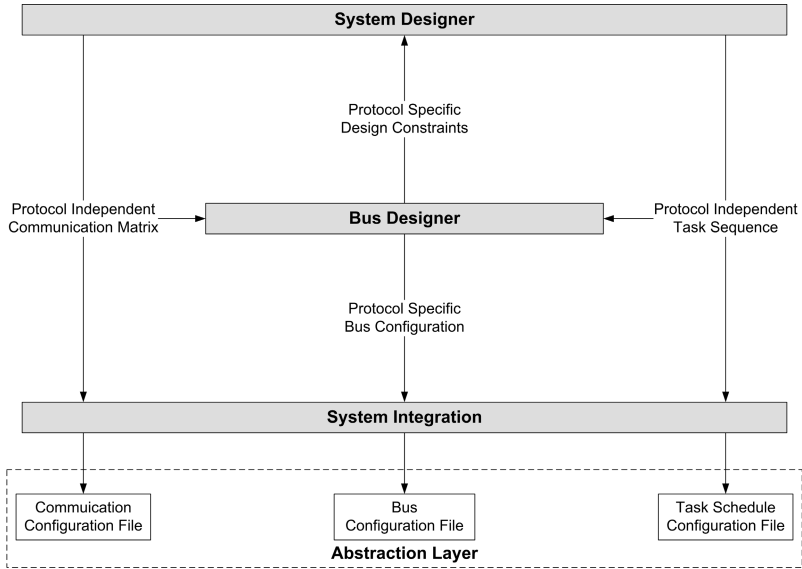 System Designer
Protocol Specific
Design Constraints
Protocol Independent
Communication Matrix
Bus Designer
Protocol Independent
Task Sequence
Protocol Specific
Bus Configuration
System Integration
Commuication
Configuration File
Bus
Configuration File
Task Schedule
Configuration File
Abstraction Layer